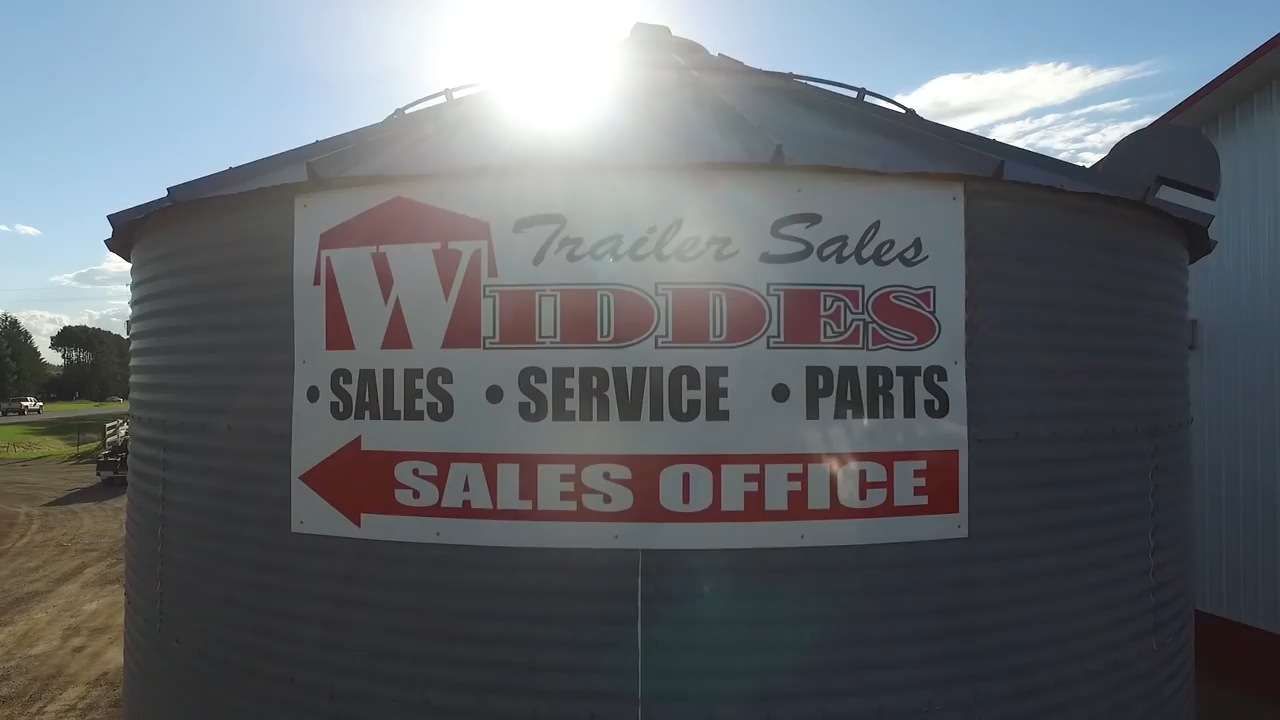 Trailer Sales
WIDDES
• SALES • SERVICE • PARTS
SALES OFFICE